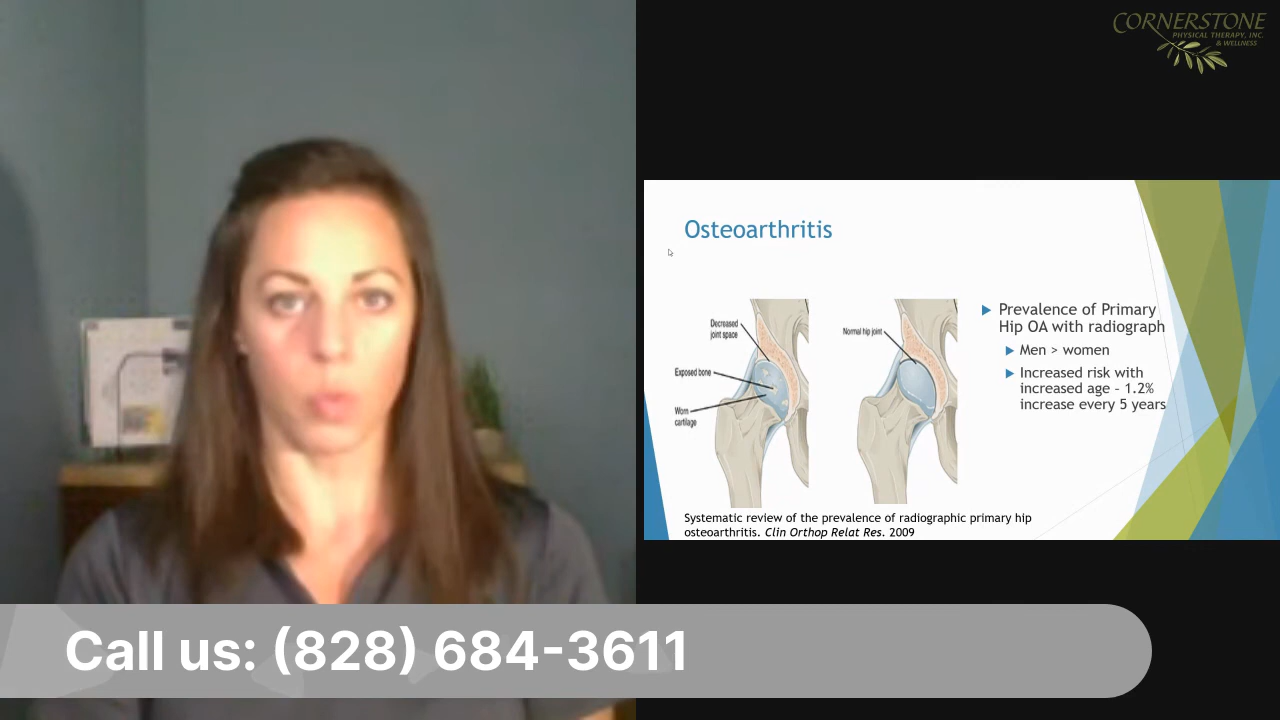 CORNERSTONE
PHYSICAL THERAPY, INC.
& WELLNESS
Osteoarthritis
Decreased
joint space
Exposed bone
Worn
cartilage
Normal hip joint
Prevalence of Primary
Hip OA with radiograph
Men > women
Increased risk with
increased age - 1.2%
increase every 5 years
Systematic review of the prevalence of radiographic primary hip
osteoarthritis. Clin Orthop Relat Res. 2009
Call us: (828) 684-3611